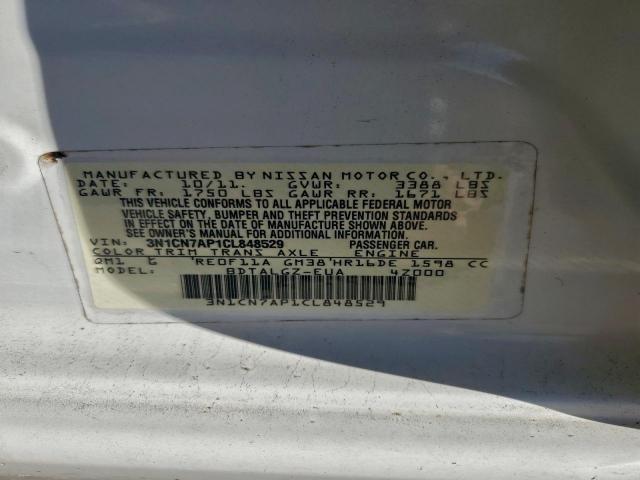 MANUFACTURED BY NISSAN MOTOR CO., LTD.
DATE: 10/11. GVWR: 3388 LBS
GAWR FR: 1750 LBS GAWR RR: 1671 LBS
THIS VEHICLE CONFORMS TO ALL APPLICABLE FEDERAL MOTOR
VEHICLE SAFETY, BUMPER AND THEFT PREVENTION STANDARDS
IN EFFECT ON THE DATE OF MANUFACTURE SHOWN ABOVE.
VIN: 3N1CN7AP1CL848529 PASSENGER CAR.
COLOR TRIM TRANS AXLE ENGINE
QM1 RE0F11A GM38 HR16DE 1598 CC
MODEL: BDTALGZ-EUA 4Z000
SEE OWNER'S MANUAL FOR ADDITIONAL INFORMATION
3N1CN7AP1CL848529